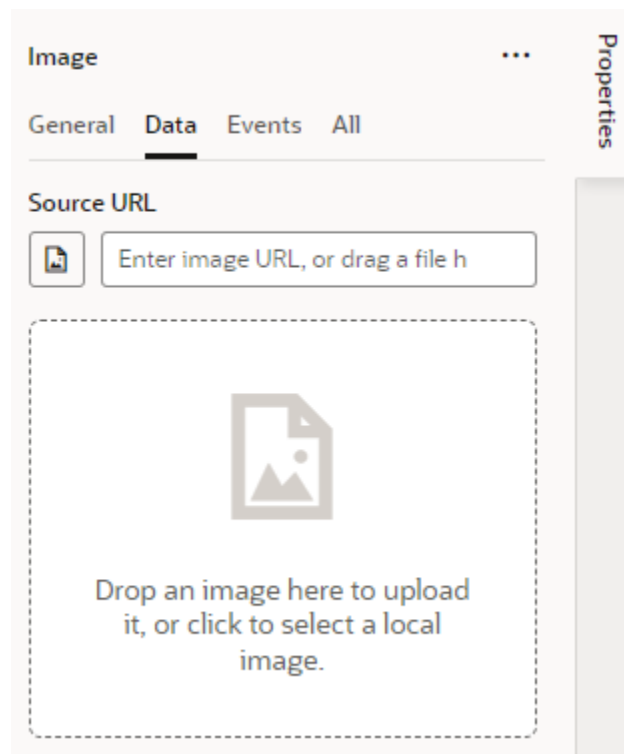 Image
Properties
General Data Events All
Source URL
Enter image URL, or drag a file h
Drop an image here to upload
it, or click to select a local
image.